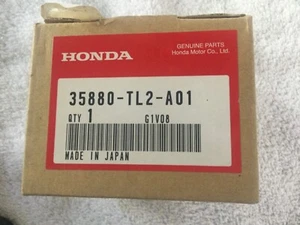 HONDA
GENUINE PARTS
Honda Motor Co., Ltd.
35880-TL2-A01
QTY 1 G1V08
MADE IN JAPAN